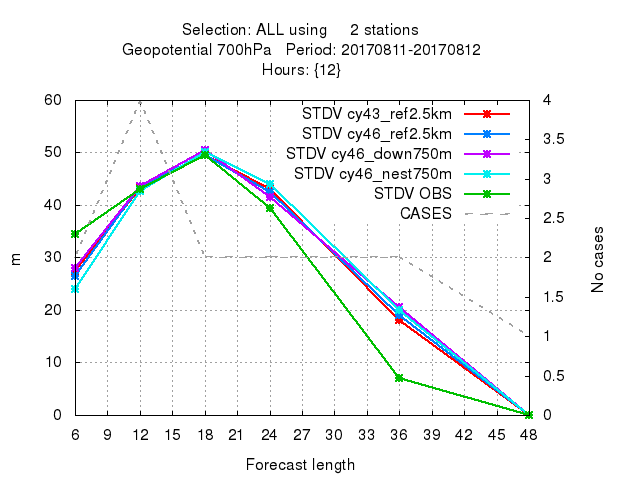 Selection: ALL using 2 stations
Geopotential 700hPa Period: 20170811-20170812
Hours: {12}
STDV cy43_ref2.5km
STDV cy46_ref2.5km
STDV cy46_down750m
STDV cy46_nest750m
STDV OBS
CASES
60
50
40
30
20
10
0
m
4
3.5
3
2.5
2
1.5
1
0.5
0
No cases
6 12 15 18 21 24 27 30 33 36 39 42 45 48
Forecast length